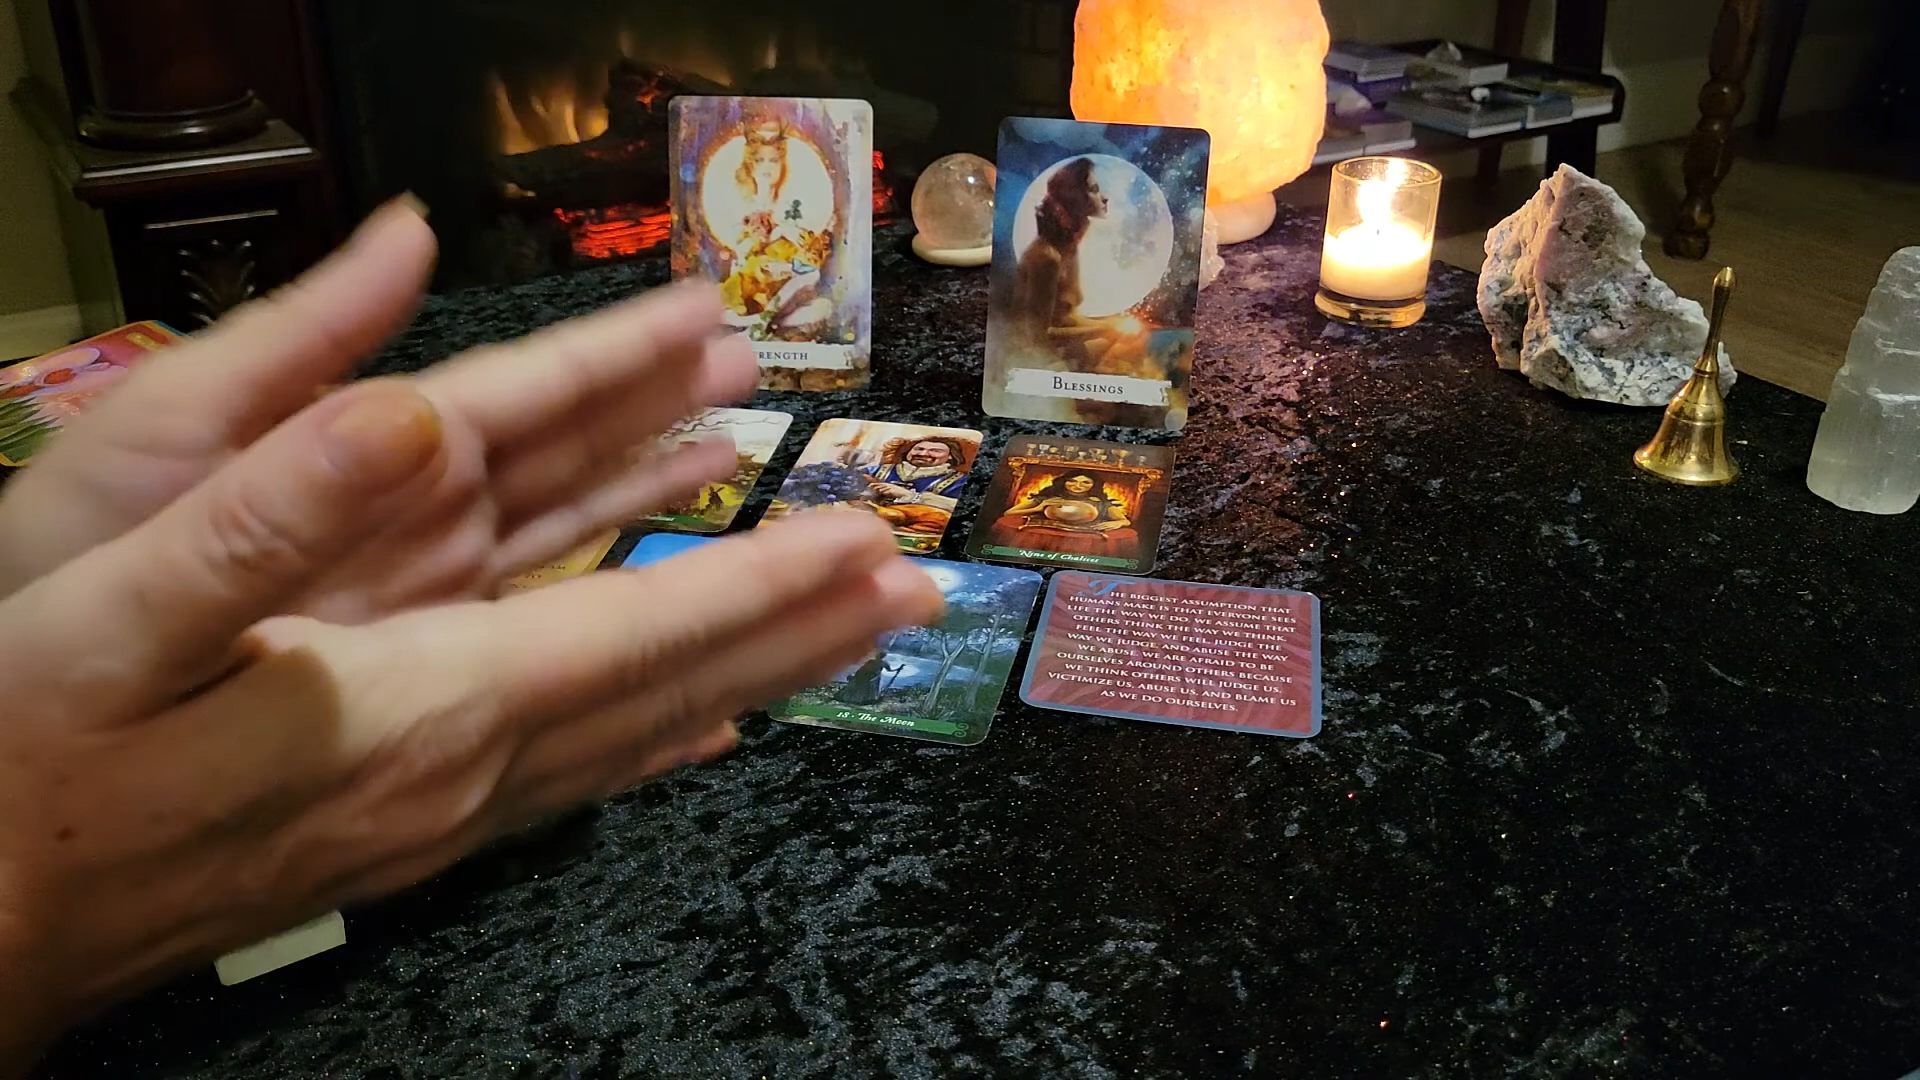 RENGTH
BLESSINGS
Nine of Chalices
18 · The Moon
THE BIGGEST ASSUMPTION THAT
HUMANS MAKE IS THAT EVERYONE SEES
LIFE THE WAY WE DO. WE ASSUME THAT
OTHERS THINK THE WAY WE THINK,
FEEL THE WAY WE FEEL, JUDGE THE
WAY WE JUDGE, AND ABUSE THE WAY
WE ABUSE. WE ARE AFRAID TO BE
OURSELVES AROUND OTHERS BECAUSE
WE THINK OTHERS WILL JUDGE US,
VICTIMIZE US, ABUSE US, AND BLAME US
AS WE DO OURSELVES.